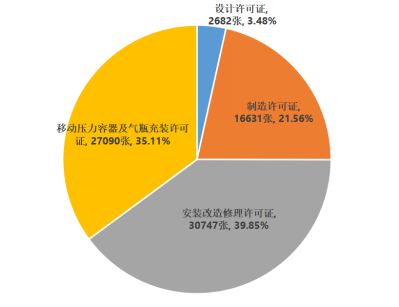 设计许可证,
2682张, 3.48%
制造许可证,
16631张, 21.56%
移动压力容器及气瓶充装许可
证, 27090张, 35.11%
安装改造修理许可证,
30747张, 39.85%